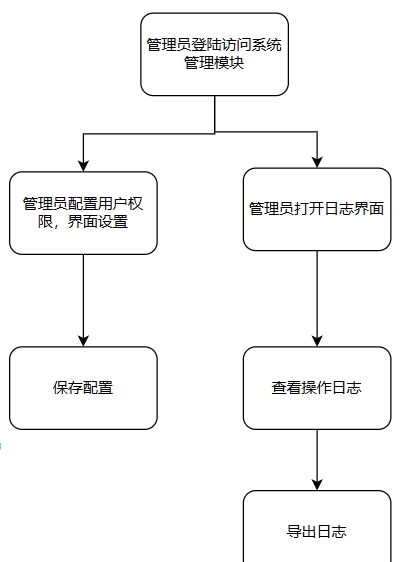 管理员登陆访问系统
管理模块
管理员配置用户权
限，界面设置
管理员打开日志界面
保存配置
查看操作日志
导出日志